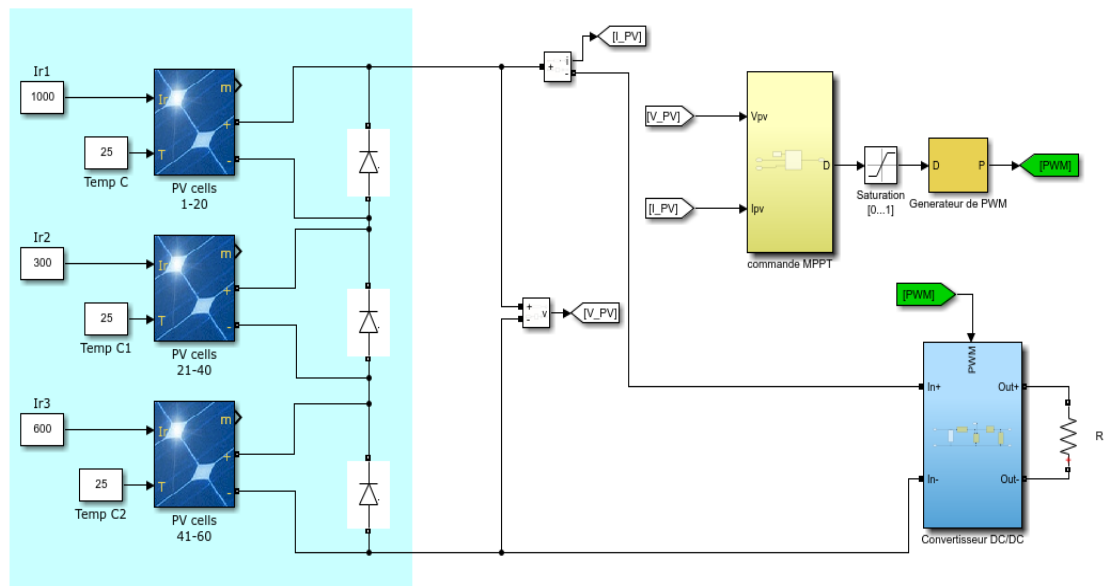 Ir1
1000
Ir
m
+
25
T
-
Temp C
PV cells
1-20
Ir2
300
Ir
m
+
25
T
-
Temp C1
PV cells
21-40
Ir3
600
Ir
m
+
25
T
-
Temp C2
PV cells
41-60
+
i
-
[I_PV]
+
-
v
[V_PV]
[V_PV]
Vpv
[I_PV]
Ipv
D
commande MPPT
Saturation
[0...1]
D
P
Generateur de PWM
[PWM]
[PWM]
PWM
In+
Out+
In-
Out-
Convertisseur DC/DC
R